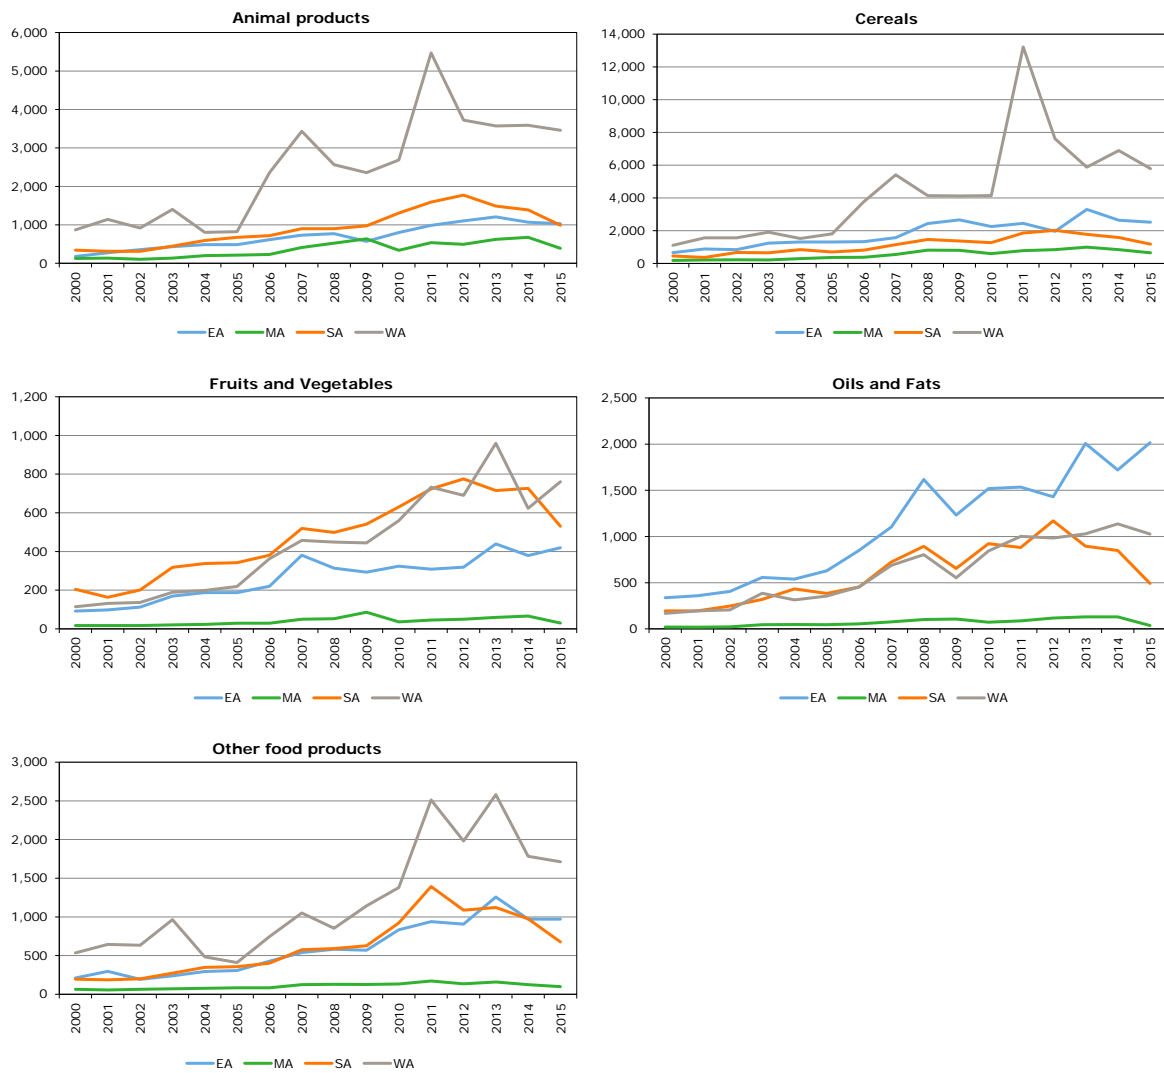 Animal products
6,000
5,000
4,000
3,000
2,000
1,000
0
2000 2001 2002 2003 2004 2005 2006 2007 2008 2009 2010 2011 2012 2013 2014 2015
EA MA SA WA
Cereals
14,000
12,000
10,000
8,000
6,000
4,000
2,000
0
2000 2001 2002 2003 2004 2005 2006 2007 2008 2009 2010 2011 2012 2013 2014 2015
EA MA SA WA
Fruits and Vegetables
1,200
1,000
800
600
400
200
0
2000 2001 2002 2003 2004 2005 2006 2007 2008 2009 2010 2011 2012 2013 2014 2015
EA MA SA WA
Oils and Fats
2,500
2,000
1,500
1,000
500
0
2000 2001 2002 2003 2004 2005 2006 2007 2008 2009 2010 2011 2012 2013 2014 2015
EA MA SA WA
Other food products
3,000
2,500
2,000
1,500
1,000
500
0
2000 2001 2002 2003 2004 2005 2006 2007 2008 2009 2010 2011 2012 2013 2014 2015
EA MA SA WA